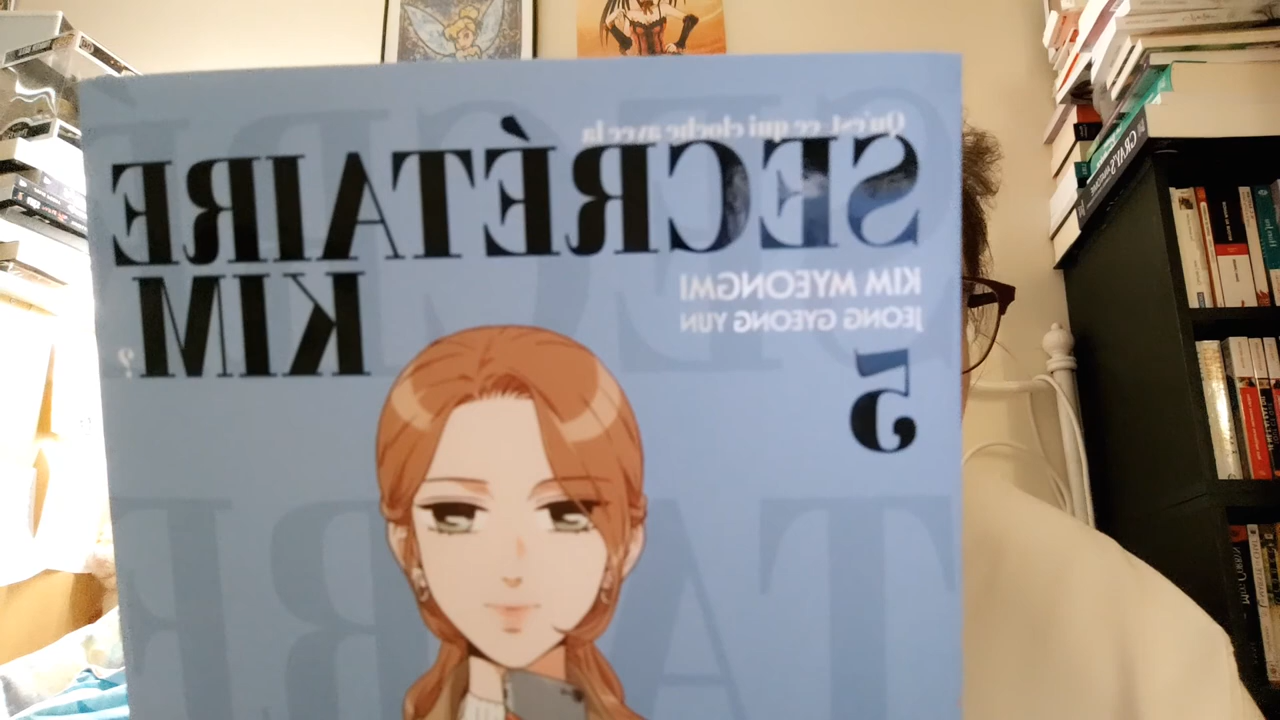 Qu'est-ce qui cloche avec la
SECRÉTAIRE
KIM ?
KIM MYEONGMI
JEONG GYEONG YUN
5